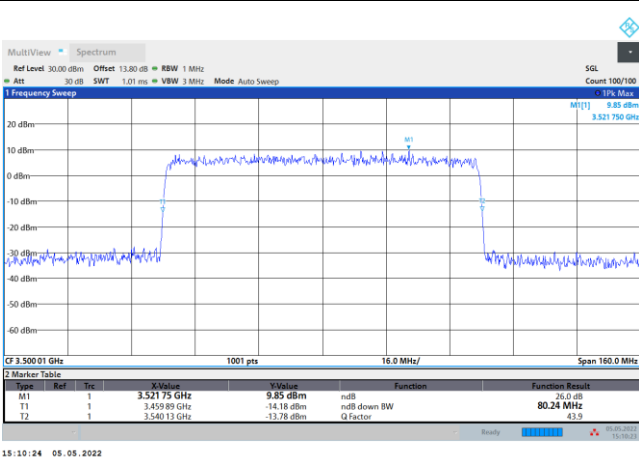 MultiView Spectrum
Ref Level 30.00 dBm Offset 13.80 dB RBW 1 MHz SGL
Att 30 dB SWT 1.01 ms VBW 3 MHz Mode Auto Sweep Count 100/100
1 Frequency Sweep 1Pk Max
M1[1] 9.85 dBm
3.521 750 GHz
20 dBm
M1
10 dBm
0 dBm
-10 dBm
T1 T2
-20 dBm
-30 dBm
-40 dBm
-50 dBm
-60 dBm
CF 3.500 01 GHz 1001 pts 16.0 MHz/ Span 160.0 MHz
2 Marker Table
Type Ref Trc X-Value Y-Value Function Function Result
M1 1 3.521 75 GHz 9.85 dBm ndB 26.0 dB
T1 1 3.459 89 GHz -14.18 dBm ndB down BW 80.24 MHz
T2 1 3.540 13 GHz -13.78 dBm Q Factor 43.9
Ready 05.05.2022
15:10:23
15:10:24 05.05.2022